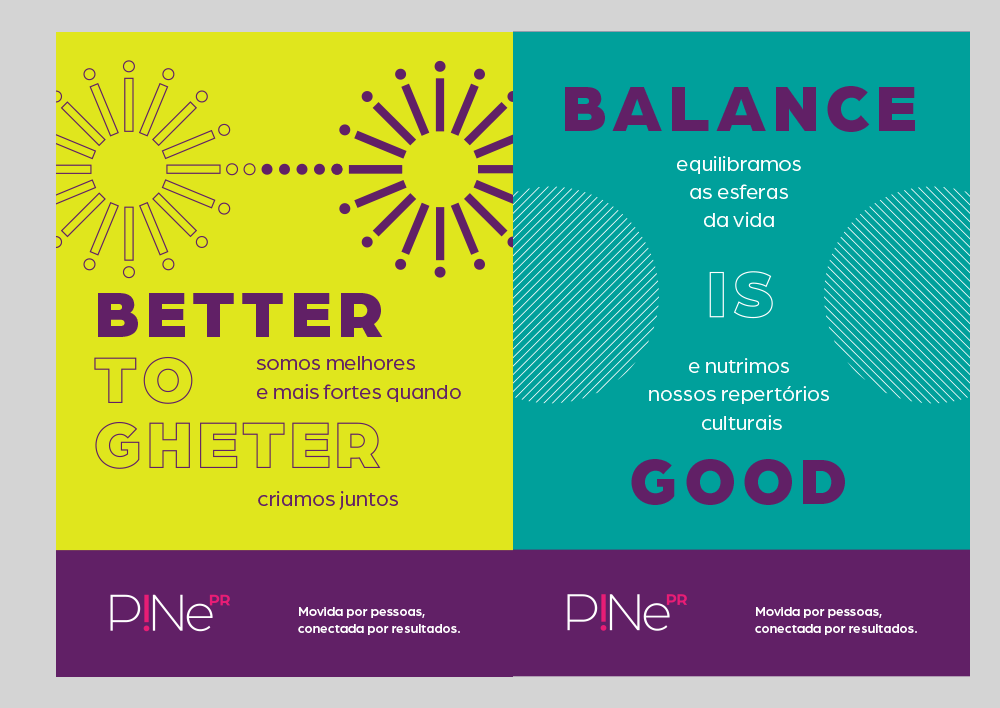 BETTER
TO
somos melhores
e mais fortes quando
GHETER
criamos juntos
P!Ne PR
Movida por pessoas,
conectada por resultados.
BALANCE
equilibramos
as esferas
da vida
IS
e nutrimos
nossos repertórios
culturais
GOOD
P!Ne PR
Movida por pessoas,
conectada por resultados.